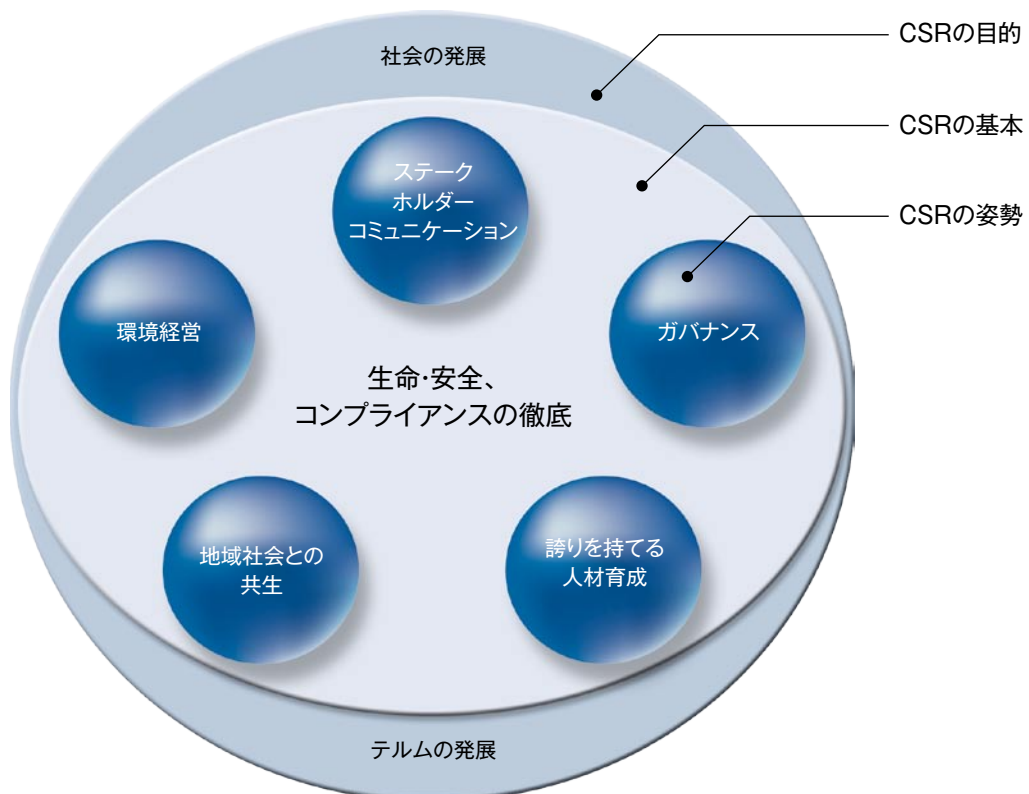 社会の発展
CSRの目的
CSRの基本
CSRの姿勢
ステーク
ホルダー
コミュニケーション
環境経営
ガバナンス
生命・安全、
コンプライアンスの徹底
地域社会との
共生
誇りを持てる
人材育成
テルムの発展